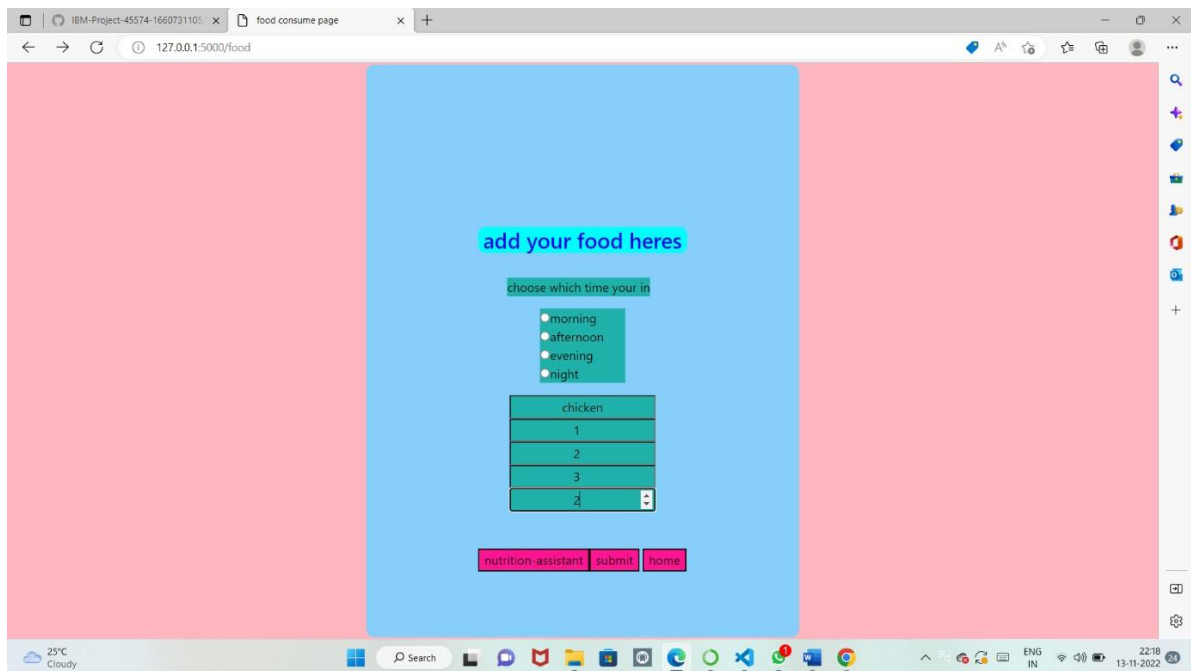 IBM-Project-45574-166073110
food consume page
127.0.0.1:5000/food
add your food heres
choose which time your in
morning
afternoon
evening
night
chicken
1
2
3
2
nutrition-assistant submit home
25°C
Cloudy
Search
ENG
IN
22:18
13-11-2022
24